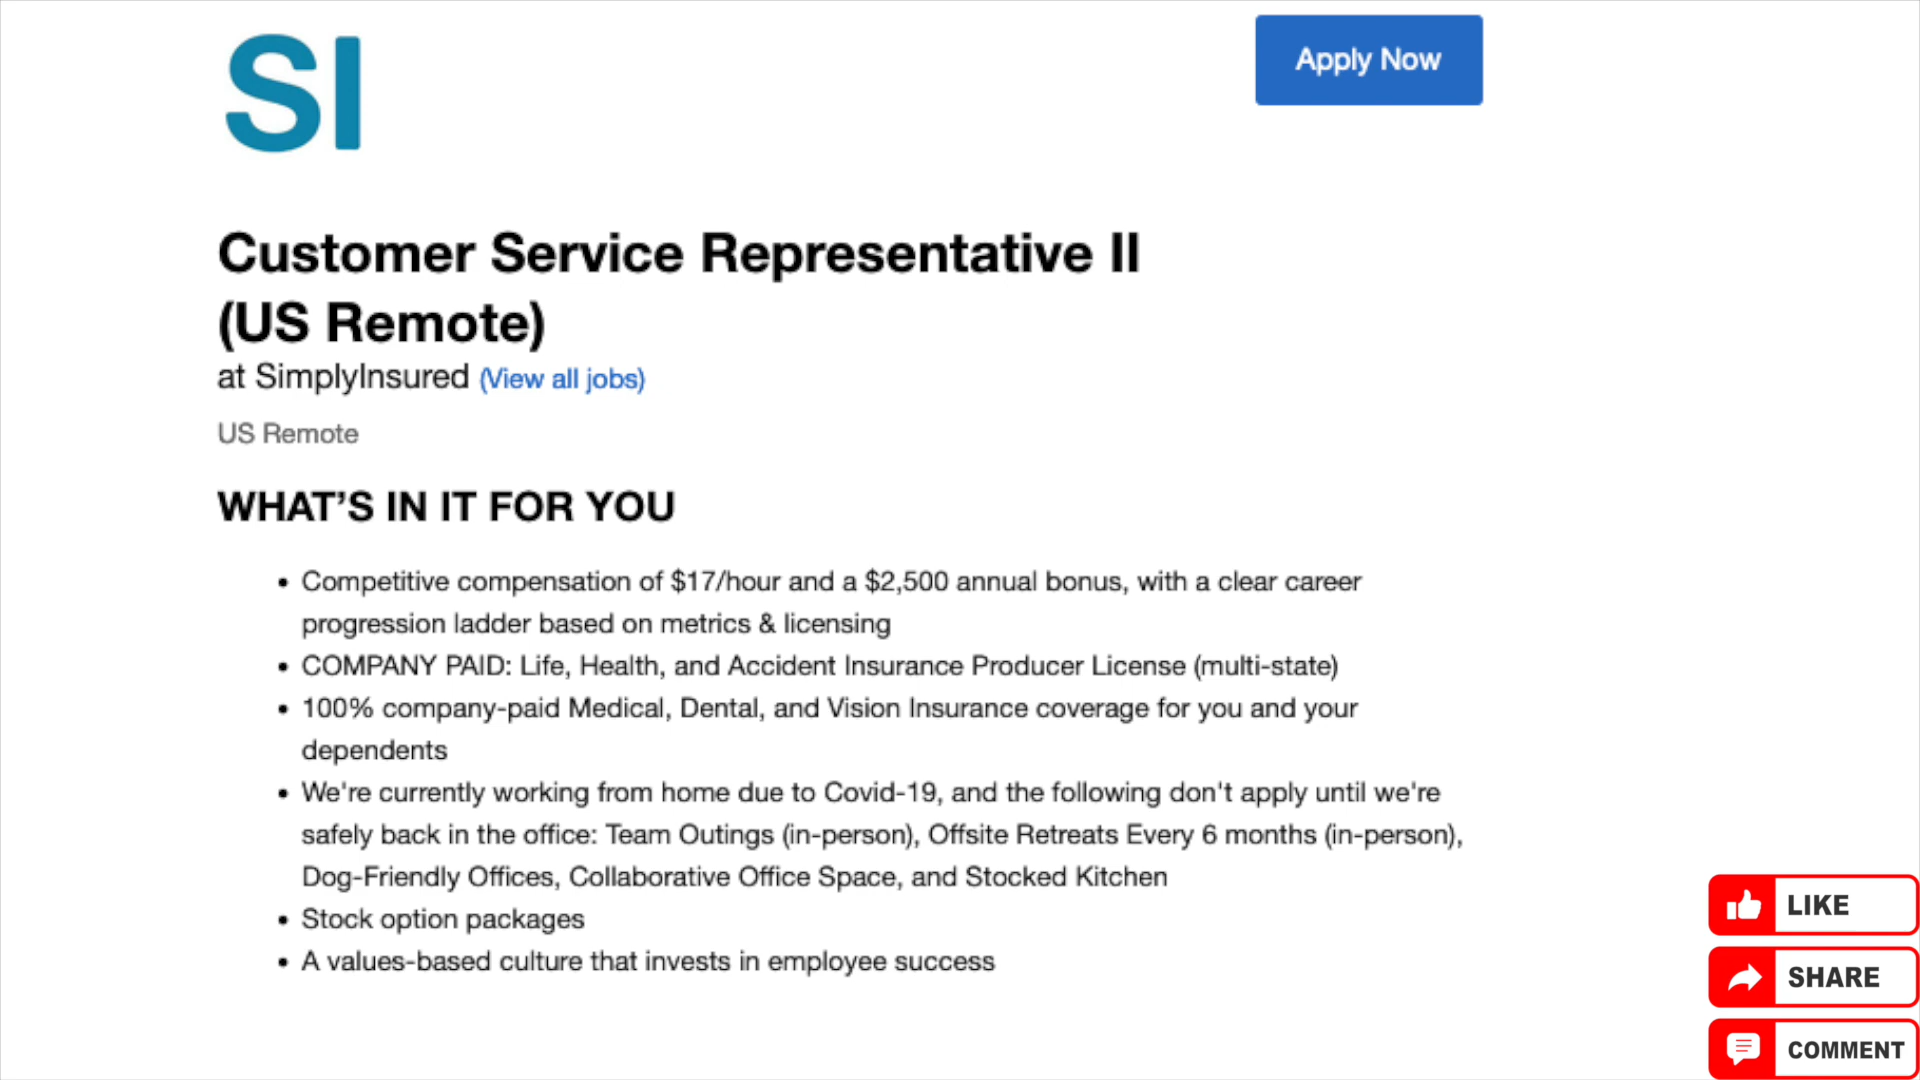 SI
Apply Now
Customer Service Representative II
(US Remote)
at SimplyInsured (View all jobs)
US Remote
WHAT’S IN IT FOR YOU
• Competitive compensation of $17/hour and a $2,500 annual bonus, with a clear career
progression ladder based on metrics & licensing
• COMPANY PAID: Life, Health, and Accident Insurance Producer License (multi-state)
• 100% company-paid Medical, Dental, and Vision Insurance coverage for you and your
dependents
• We're currently working from home due to Covid-19, and the following don't apply until we're
safely back in the office: Team Outings (in-person), Offsite Retreats Every 6 months (in-person),
Dog-Friendly Offices, Collaborative Office Space, and Stocked Kitchen
• Stock option packages
• A values-based culture that invests in employee success
LIKE
SHARE
COMMENT